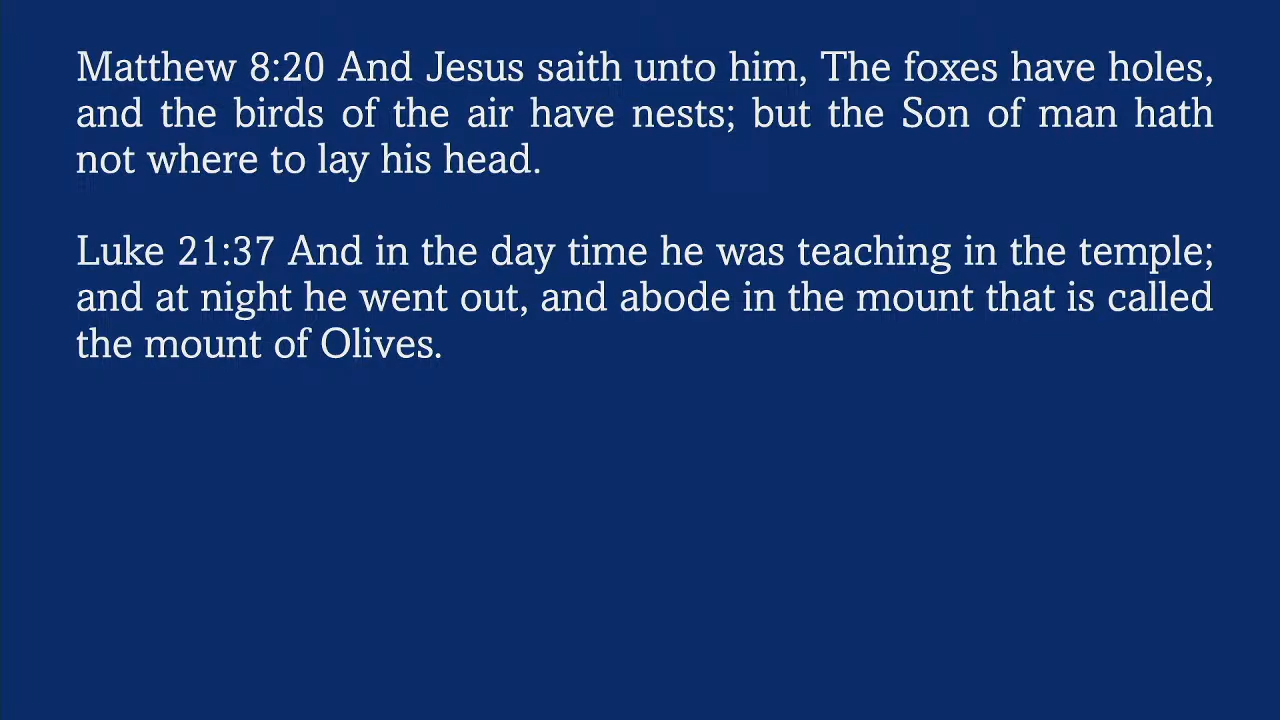 Matthew 8:20 And Jesus saith unto him, The foxes have holes,
and the birds of the air have nests; but the Son of man hath
not where to lay his head.
Luke 21:37 And in the day time he was teaching in the temple;
and at night he went out, and abode in the mount that is called
the mount of Olives.